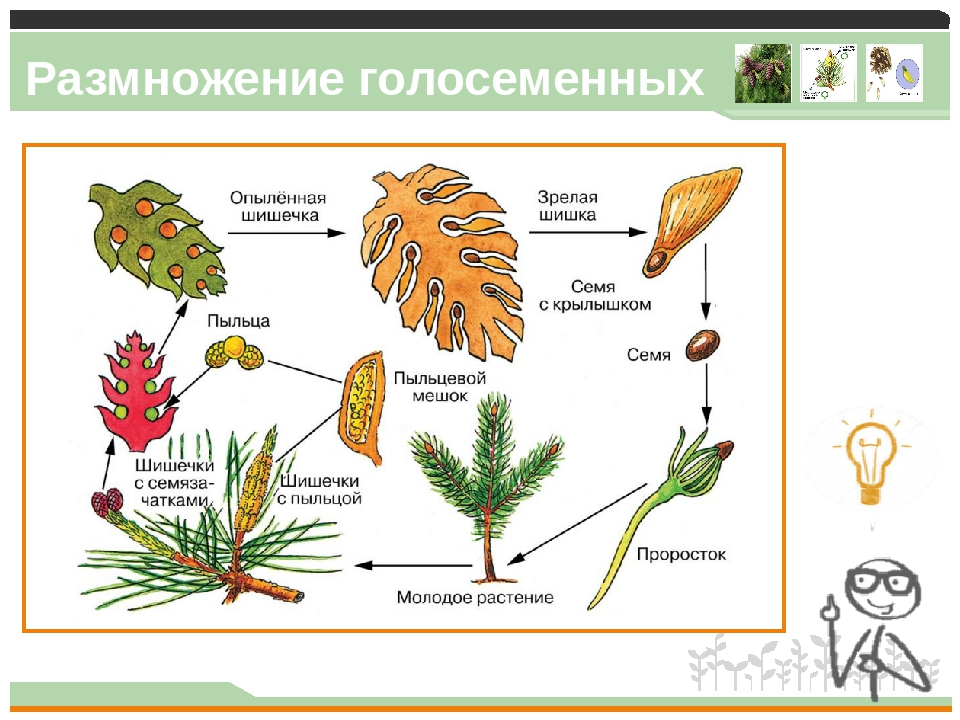 Размножение голосеменных
Опылённая
шишечка
Зрелая
шишка
Семя
с крылышком
Пыльца
Семя
Пыльцевой
мешок
Шишечки
с семяза-
чатками
Шишечки
с пыльцой
Проросток
Молодое растение